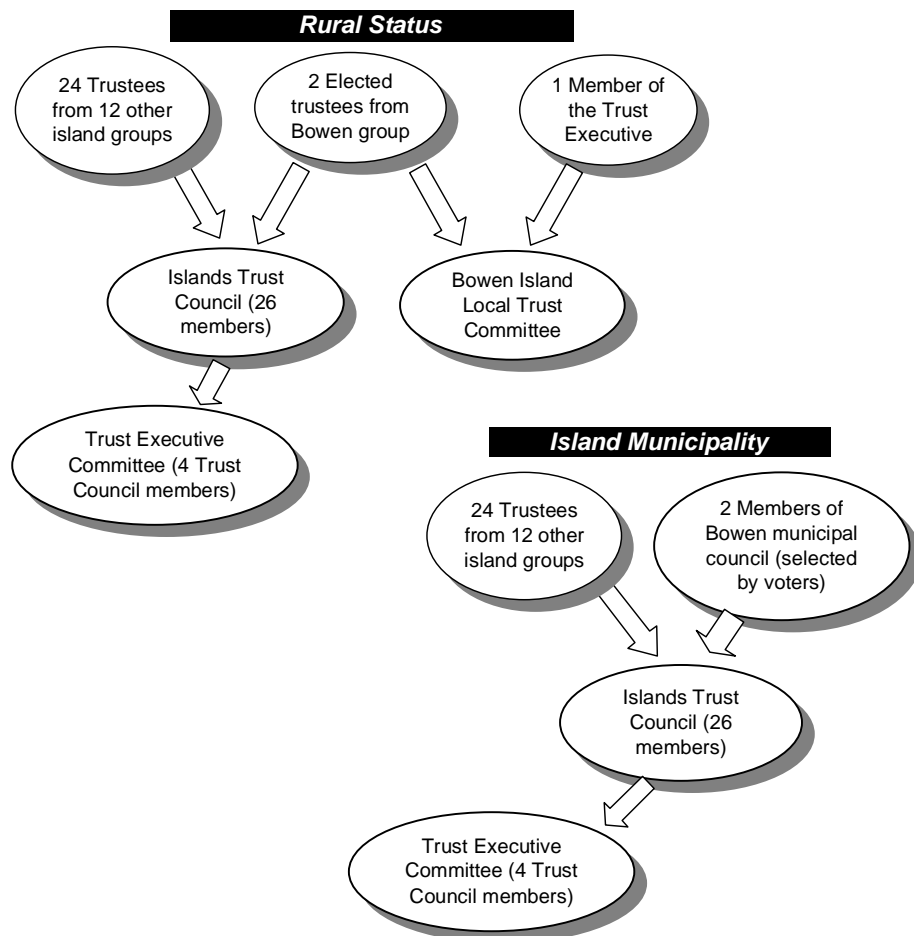 Rural Status
24 Trustees
from 12 other
island groups
2 Elected
trustees from
Bowen group
1 Member of
the Trust
Executive
Islands Trust
Council (26
members)
Bowen Island
Local Trust
Committee
Trust Executive
Committee (4 Trust
Council members)
Island Municipality
24 Trustees
from 12 other
island groups
2 Members of
Bowen municipal
council (selected
by voters)
Islands Trust
Council (26
members)
Trust Executive
Committee (4 Trust
Council members)